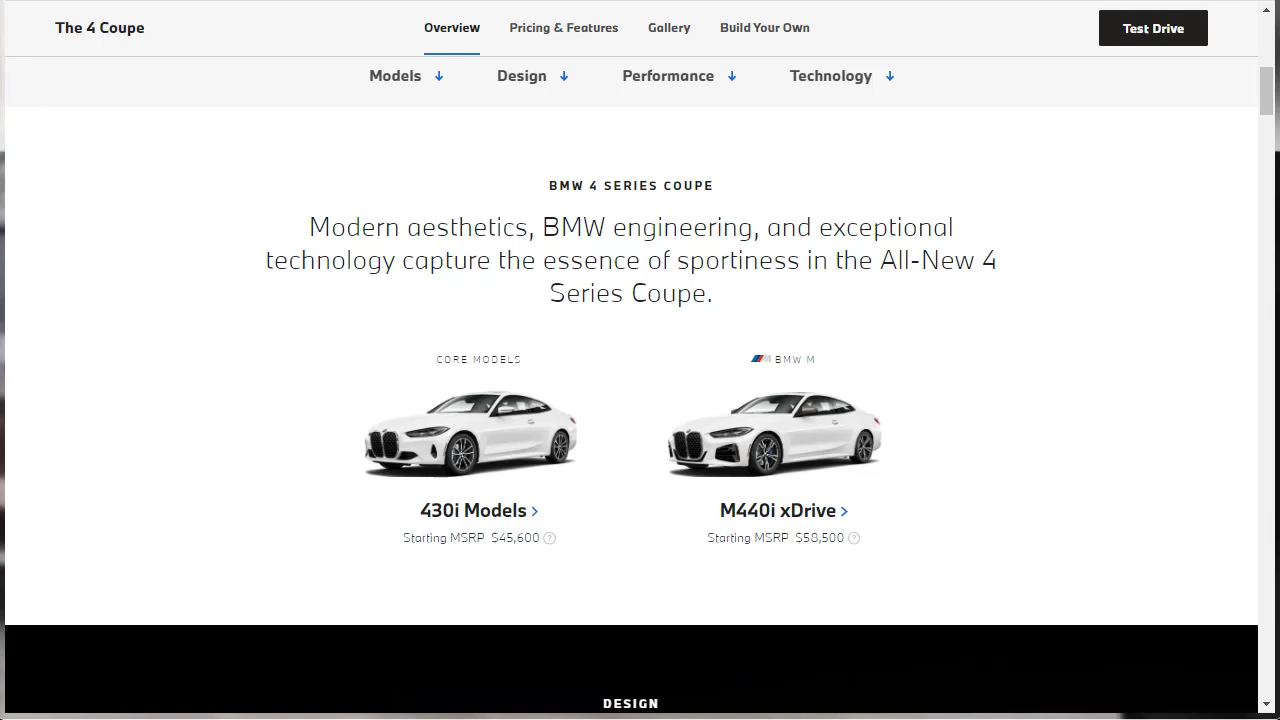 The 4 Coupe
Overview
Pricing & Features
Gallery
Build Your Own
Test Drive
Models
Design
Performance
Technology
BMW 4 SERIES COUPE
Modern aesthetics, BMW engineering, and exceptional
technology capture the essence of sportiness in the All-New 4
Series Coupe.
CORE MODELS
BMW M
430i Models
M440i xDrive
Starting MSRP $45,600
Starting MSRP $58,500
DESIGN